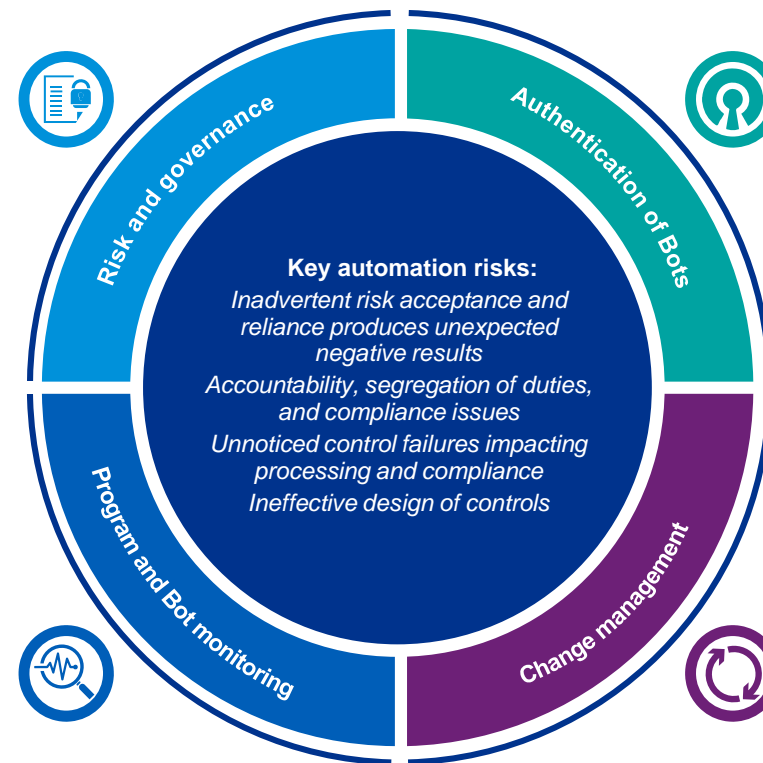 Risk and governance
Authentication of Bots
Key automation risks:
Inadvertent risk acceptance and
reliance produces unexpected
negative results
Accountability, segregation of duties,
and compliance issues
Unnoticed control failures impacting
processing and compliance
Ineffective design of controls
Program and Bot monitoring
Change management